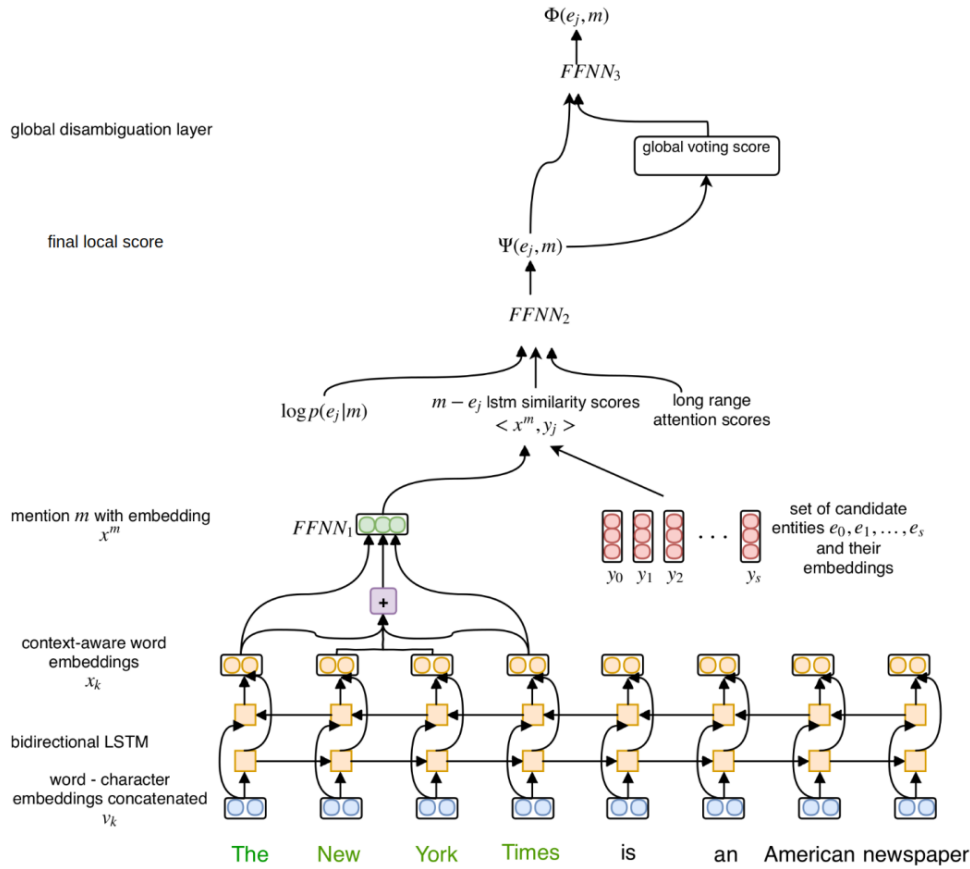 Φ(e_j, m)
FFNN_3
global disambiguation layer
global voting score
final local score
Ψ(e_j, m)
FFNN_2
log p(e_j|m)
m − e_j lstm similarity scores
< x^m, y_j >
long range
attention scores
mention m with embedding
x^m
FFNN_1
set of candidate
entities e_0, e_1, . . . , e_s
and their
embeddings
y_0 y_1 y_2 . . . y_s
+
context-aware word
embeddings
x_k
bidirectional LSTM
word - character
embeddings concatenated
v_k
The New York Times is an American newspaper